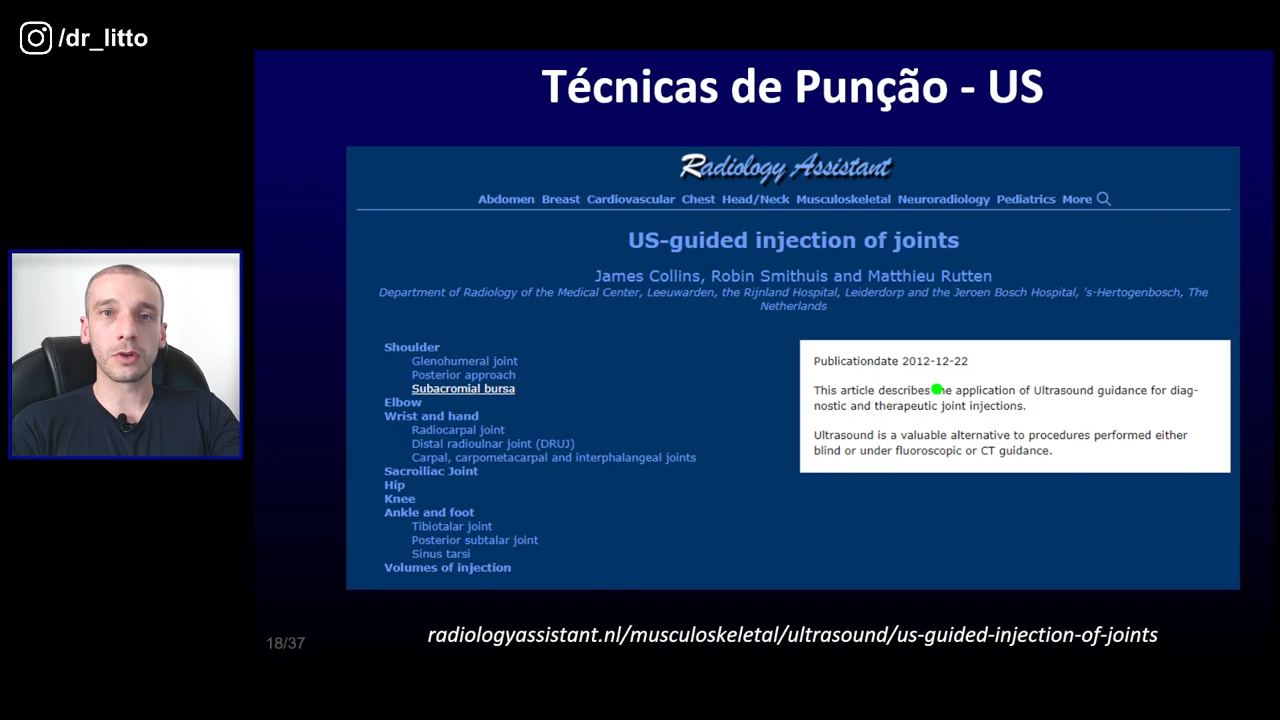 /dr_litto
Técnicas de Punção - US
Radiology Assistant
Abdomen Breast Cardiovascular Chest Head/Neck Musculoskeletal Neuroradiology Pediatrics More
US-guided injection of joints
James Collins, Robin Smithuis and Matthieu Rutten
Department of Radiology of the Medical Center, Leeuwarden, the Rijnland Hospital, Leiderdorp and the Jeroen Bosch Hospital, 's-Hertogenbosch, The
Netherlands
Shoulder
Glenohumeral joint
Posterior approach
Subacromial bursa
Elbow
Wrist and hand
Radiocarpal joint
Distal radioulnar joint (DRUJ)
Carpal, carpometacarpal and interphalangeal joints
Sacroiliac Joint
Hip
Knee
Ankle and foot
Tibiotalar joint
Posterior subtalar joint
Sinus tarsi
Volumes of injection
Publicationdate 2012-12-22
This article describes the application of Ultrasound guidance for diag-
nostic and therapeutic joint injections.
Ultrasound is a valuable alternative to procedures performed either
blind or under fluoroscopic or CT guidance.
18/37
radiologyassistant.nl/musculoskeletal/ultrasound/us-guided-injection-of-joints